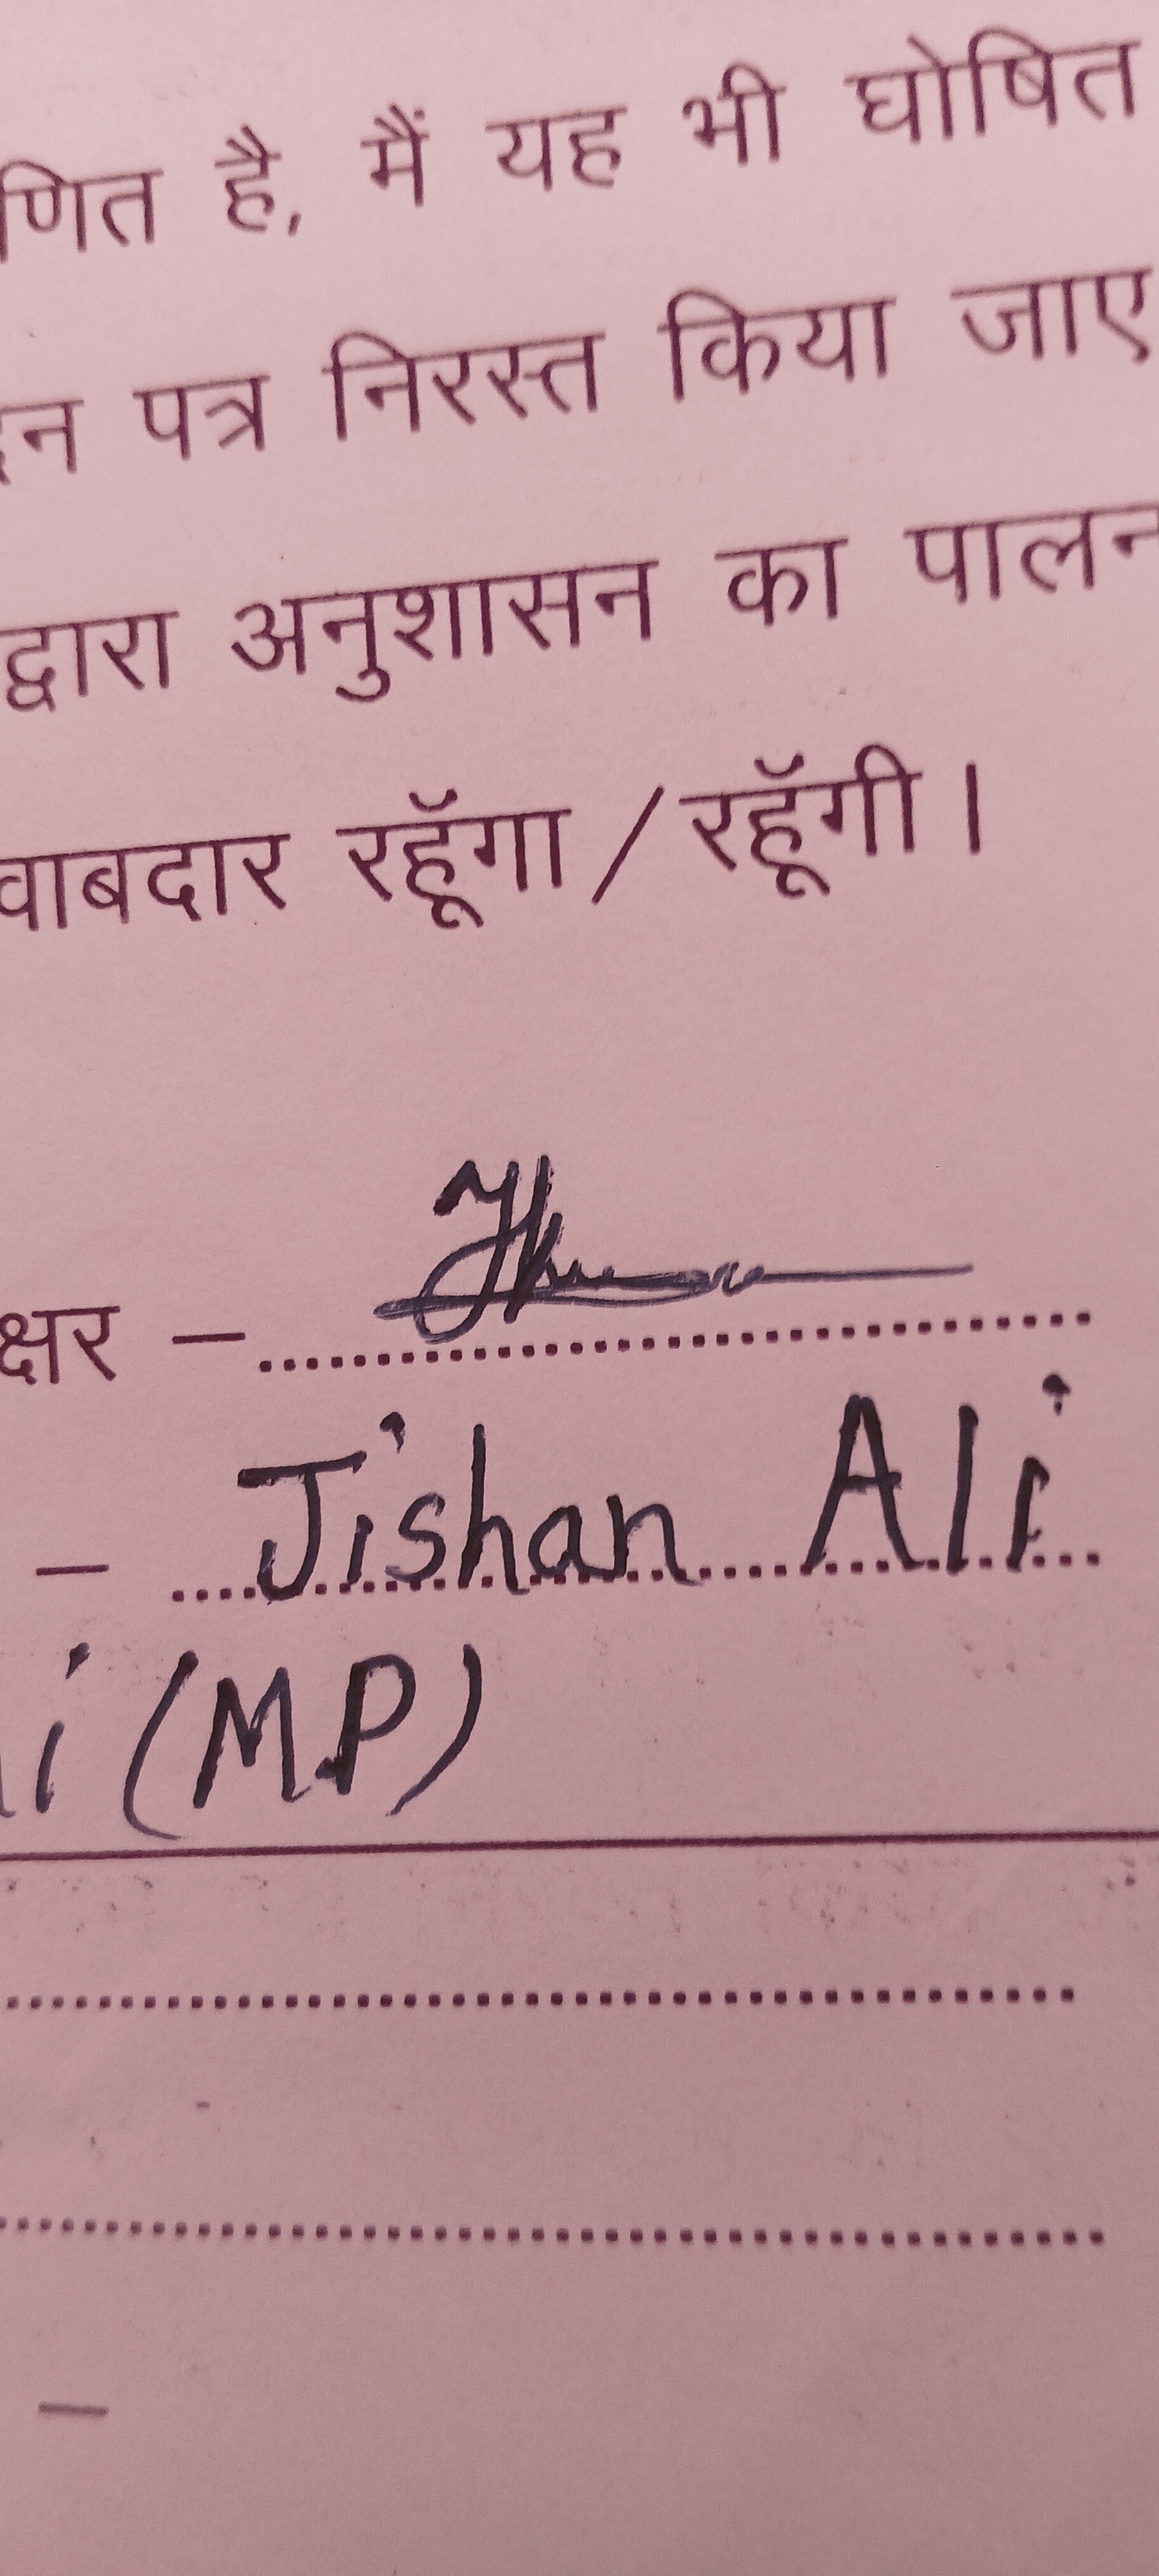 णित है, मैं यह भी घोषित
न पत्र निरस्त किया जाए
द्वारा अनुशासन का पालन
वाबदार रहूॅंगा/रहूॅंगी।
क्षर –
– Jishan Ali
i (MP)
–